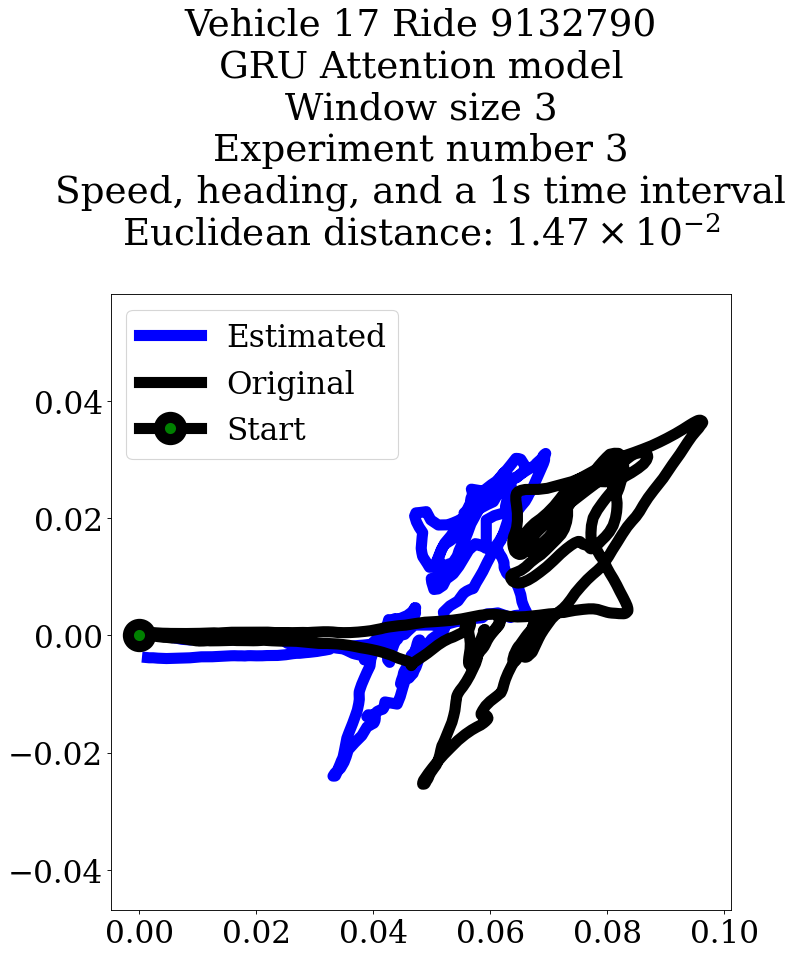 Vehicle 17 Ride 9132790
GRU Attention model
Window size 3
Experiment number 3
Speed, heading, and a 1s time interval
Euclidean distance: 1.47 × 10⁻²
Estimated
Original
Start
0.04
0.02
0.00
−0.02
−0.04
0.00 0.02 0.04 0.06 0.08 0.10